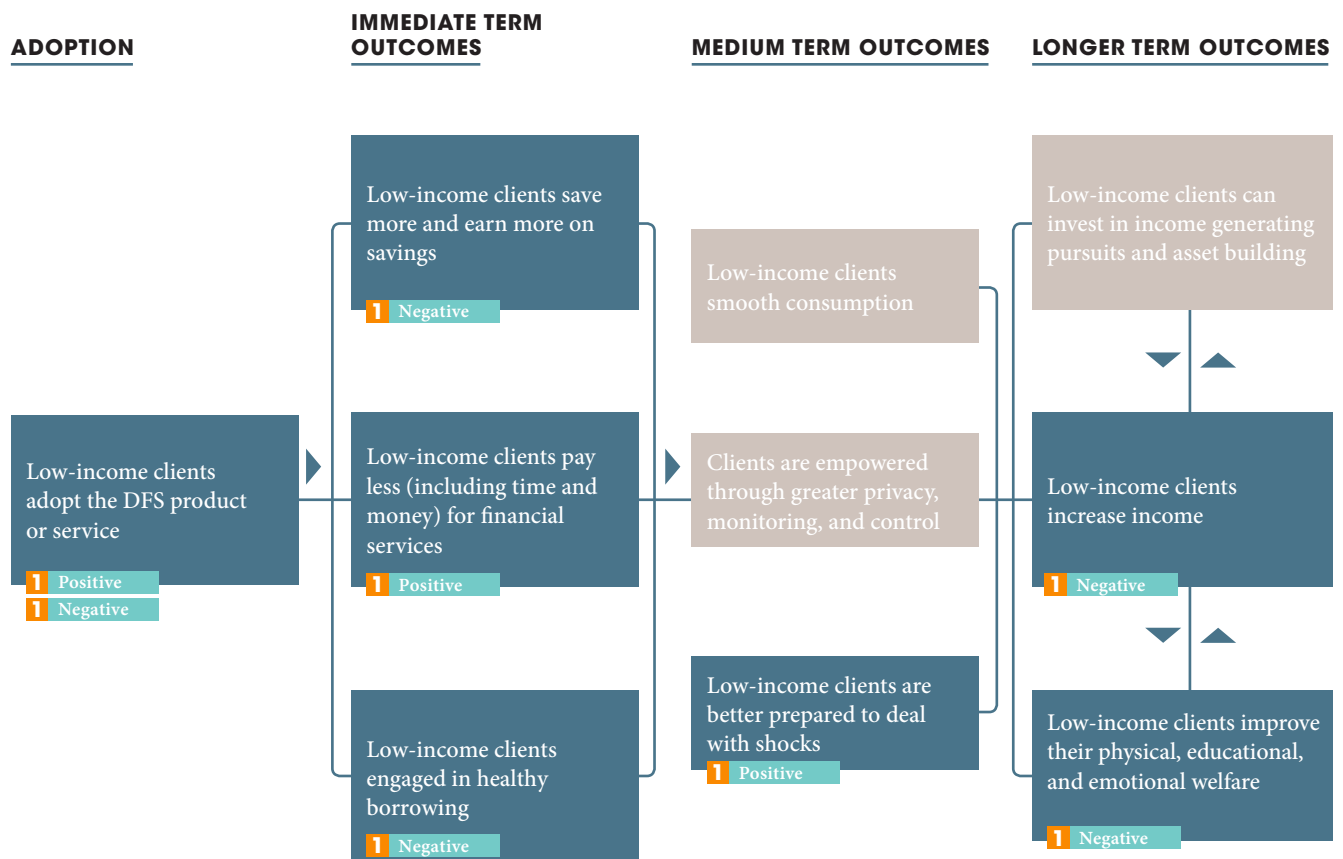 ADOPTION
IMMEDIATE TERM
OUTCOMES
MEDIUM TERM OUTCOMES
LONGER TERM OUTCOMES
Low-income clients
adopt the DFS product
or service
1 Positive
1 Negative
Low-income clients save
more and earn more on
savings
1 Negative
Low-income clients pay
less (including time and
money) for financial
services
1 Positive
Low-income clients
engaged in healthy
borrowing
1 Negative
Low-income clients
smooth consumption
Clients are empowered
through greater privacy,
monitoring, and control
Low-income clients are
better prepared to deal
with shocks
1 Positive
Low-income clients can
invest in income generating
pursuits and asset building
Low-income clients
increase income
1 Negative
Low-income clients improve
their physical, educational,
and emotional welfare
1 Negative